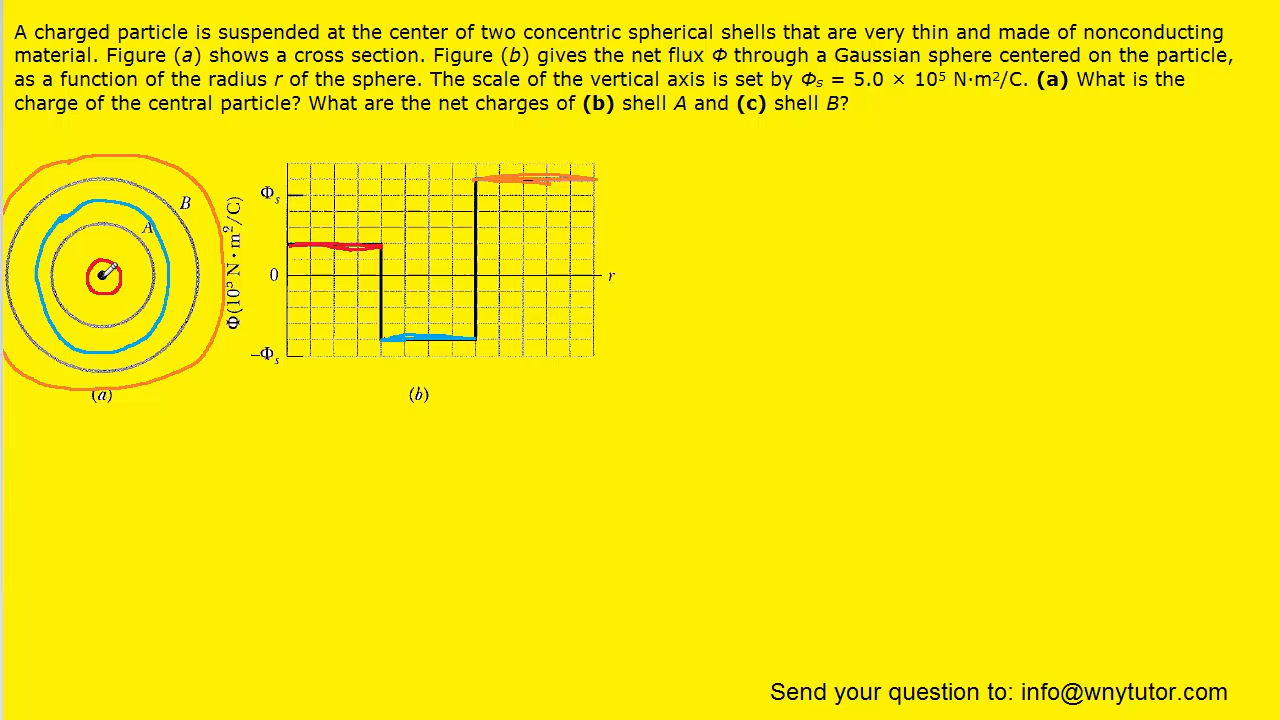 A charged particle is suspended at the center of two concentric spherical shells that are very thin and made of nonconducting
material. Figure (a) shows a cross section. Figure (b) gives the net flux Φ through a Gaussian sphere centered on the particle,
as a function of the radius r of the sphere. The scale of the vertical axis is set by Φs = 5.0 × 10⁵ N·m²/C. (a) What is the
charge of the central particle? What are the net charges of (b) shell A and (c) shell B?
B
A
(a)
Φ (10⁵ N • m²/C)
Φs
0
−Φs
r
(b)
Send your question to: info@wnytutor.com